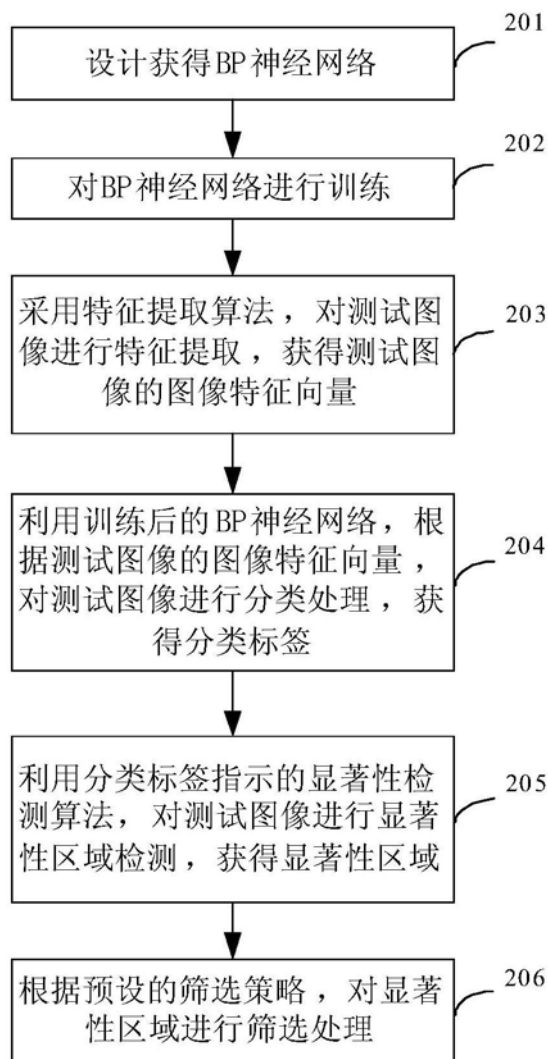 201
设计获得BP神经网络
202
对BP神经网络进行训练
203
采用特征提取算法，对测试图
像进行特征提取，获得测试图
像的图像特征向量
204
利用训练后的BP神经网络，根
据测试图像的图像特征向量，
对测试图像进行分类处理，获
得分类标签
205
利用分类标签指示的显著性检
测算法，对测试图像进行显著
性区域检测，获得显著性区域
206
根据预设的筛选策略，对显著
性区域进行筛选处理